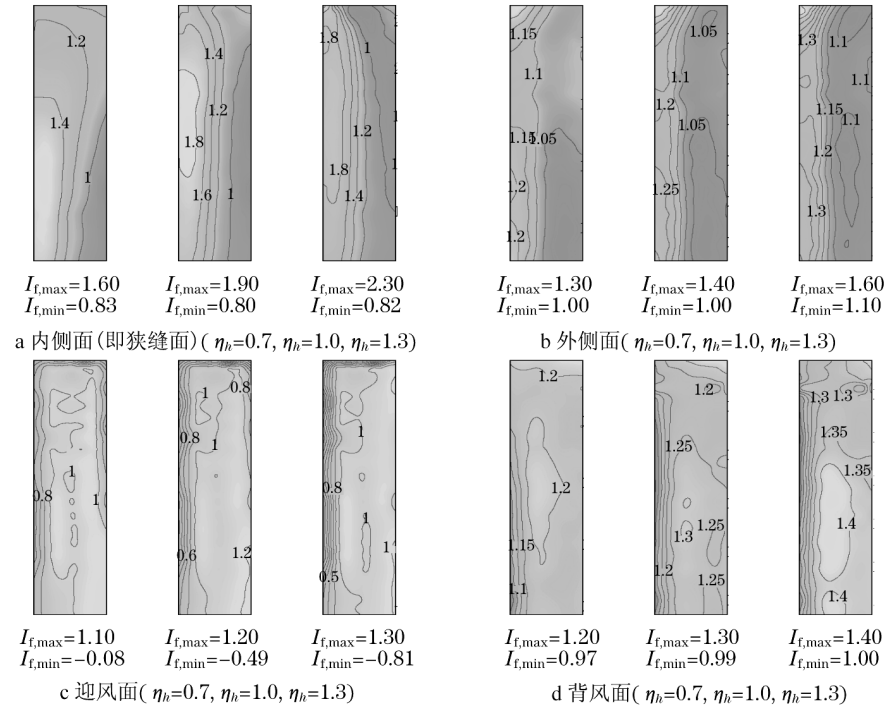 1.2 1.4 1.8 1 1.15 1.05 1.3 1.1
1.4 1.2 1.2 1.1 1.1 1.1
1.8 1.2 1.15 1.05 1.05 1.15 1.1
1 1.6 1 1.8 1.4 1.2 1.25 1.2
1.2 1.3
I_f,max=1.60 I_f,max=1.90 I_f,max=2.30 I_f,max=1.30 I_f,max=1.40 I_f,max=1.60
I_f,min=0.83 I_f,min=0.80 I_f,min=0.82 I_f,min=1.00 I_f,min=1.00 I_f,min=1.10
a 内侧面(即狭缝面)( η_h=0.7, η_h=1.0, η_h=1.3) b 外侧面( η_h=0.7, η_h=1.0, η_h=1.3)
1 0.8 1.2 1.2 1.3 1.3
0.8 1 1 1.25 1.35
1 0.8 1 0.8 1 1.2 1.35
0.6 1.2 1 1.15 1.3 1.25 1.4
0.5 1.1 1.2 1.25 1.4
I_f,max=1.10 I_f,max=1.20 I_f,max=1.30 I_f,max=1.20 I_f,max=1.30 I_f,max=1.40
I_f,min=-0.08 I_f,min=-0.49 I_f,min=-0.81 I_f,min=0.97 I_f,min=0.99 I_f,min=1.00
c 迎风面( η_h=0.7, η_h=1.0, η_h=1.3) d 背风面( η_h=0.7, η_h=1.0, η_h=1.3)